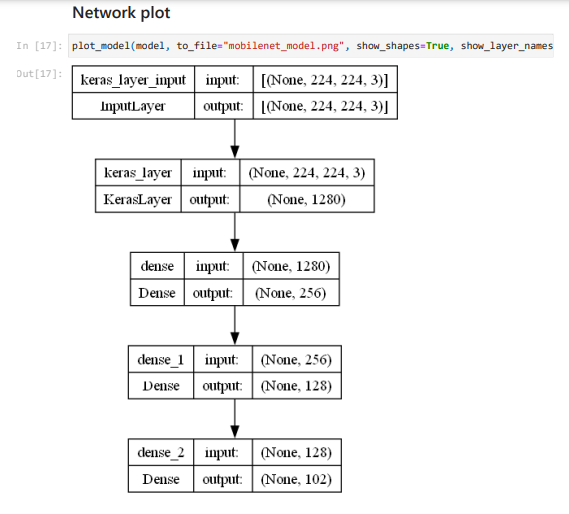 Network plot
In [17]: plot_model(model, to_file="mobilenet_model.png", show_shapes=True, show_layer_names
Out[17]:
keras_layer_input input: [(None, 224, 224, 3)]
InputLayer output: [(None, 224, 224, 3)]
keras_layer input: (None, 224, 224, 3)
KerasLayer output: (None, 1280)
dense input: (None, 1280)
Dense output: (None, 256)
dense_1 input: (None, 256)
Dense output: (None, 128)
dense_2 input: (None, 128)
Dense output: (None, 102)